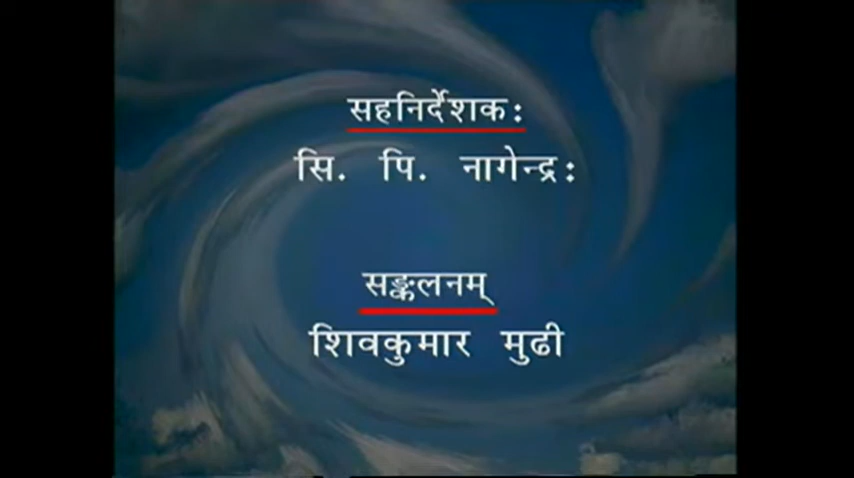 सहनिर्देशकः
सि. पि. नागेन्द्रः
सङ्कलनम्
शिवकुमार मुढी